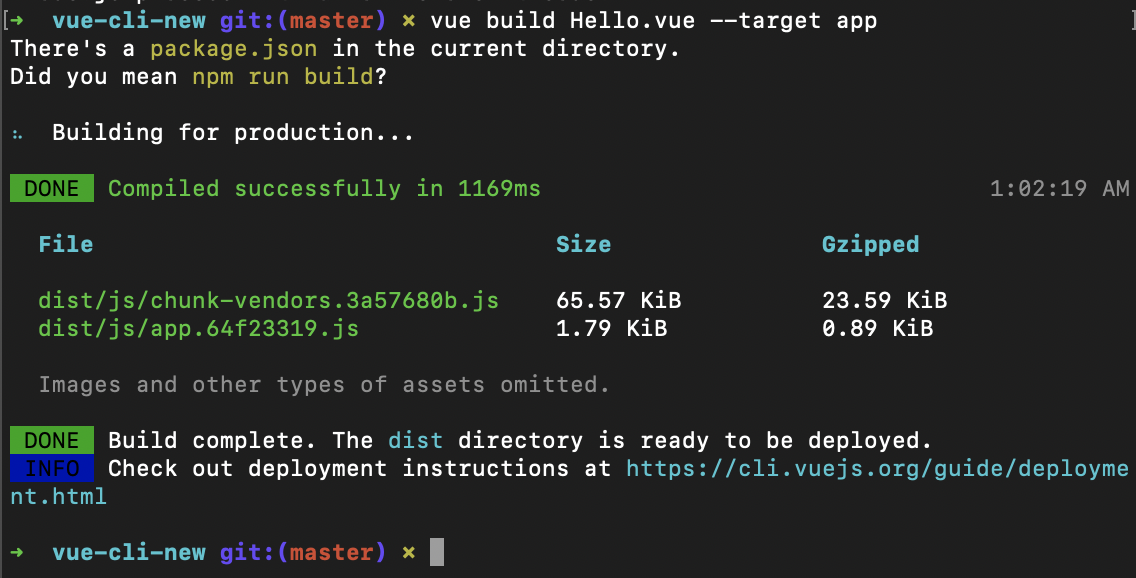 [➜  vue-cli-new git:(master) ✗ vue build Hello.vue --target app ]
There's a package.json in the current directory.
Did you mean npm run build?
⠦  Building for production...
DONE  Compiled successfully in 1169ms 1:02:19 AM
File Size Gzipped
dist/js/chunk-vendors.3a57680b.js 65.57 KiB 23.59 KiB
dist/js/app.64f23319.js 1.79 KiB 0.89 KiB
Images and other types of assets omitted.
DONE  Build complete. The dist directory is ready to be deployed.
INFO  Check out deployment instructions at https://cli.vuejs.org/guide/deployme
nt.html
➜  vue-cli-new git:(master) ✗